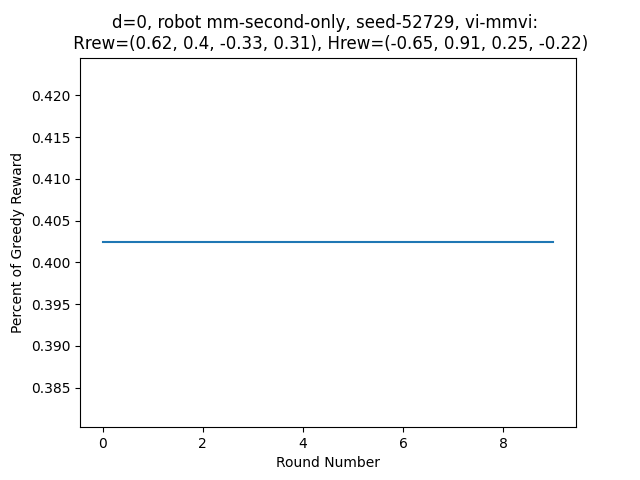 d=0, robot mm-second-only, seed-52729, vi-mmvi:
Rrew=(0.62, 0.4, -0.33, 0.31), Hrew=(-0.65, 0.91, 0.25, -0.22)
Percent of Greedy Reward
0.420
0.415
0.410
0.405
0.400
0.395
0.390
0.385
0 2 4 6 8
Round Number